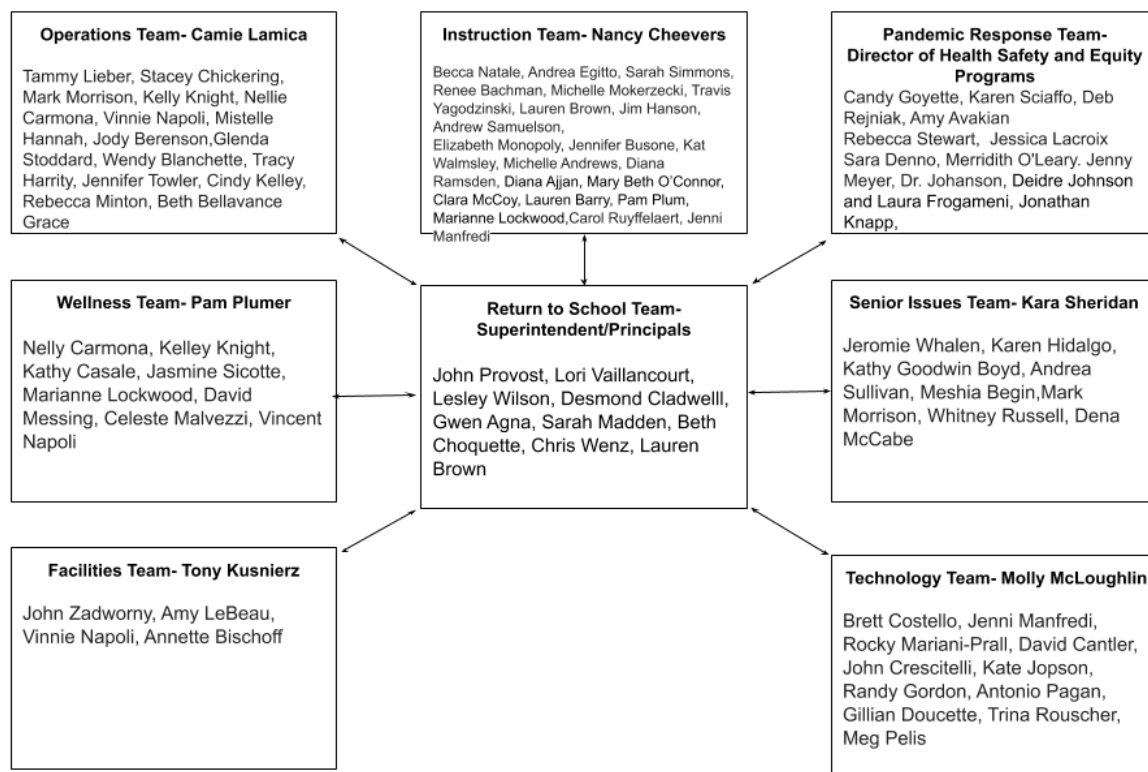 Operations Team- Camie Lamica
Tammy Lieber, Stacey Chickering,
Mark Morrison, Kelly Knight, Nellie
Carmona, Vinnie Napoli, Mistelle
Hannah, Jody Berenson,Glenda
Stoddard, Wendy Blanchette, Tracy
Harrity, Jennifer Towler, Cindy Kelley,
Rebecca Minton, Beth Bellavance
Grace
Instruction Team- Nancy Cheevers
Becca Natale, Andrea Egitto, Sarah Simmons,
Renee Bachman, Michelle Mokerzecki, Travis
Yagodzinski, Lauren Brown, Jim Hanson,
Andrew Samuelson,
Elizabeth Monopoly, Jennifer Busone, Kat
Walmsley, Michelle Andrews, Diana
Ramsden, Diana Ajjan, Mary Beth O'Connor,
Clara McCoy, Lauren Barry, Pam Plum,
Marianne Lockwood,Carol Ruyffelaert, Jenni
Manfredi
Pandemic Response Team-
Director of Health Safety and Equity
Programs
Candy Goyette, Karen Sciaffo, Deb
Rejniak, Amy Avakian
Rebecca Stewart, Jessica Lacroix
Sara Denno, Merridith O'Leary. Jenny
Meyer, Dr. Johanson, Deidre Johnson
and Laura Frogameni, Jonathan
Knapp,
Wellness Team- Pam Plumer
Nelly Carmona, Kelley Knight,
Kathy Casale, Jasmine Sicotte,
Marianne Lockwood, David
Messing, Celeste Malvezzi, Vincent
Napoli
Return to School Team-
Superintendent/Principals
John Provost, Lori Vaillancourt,
Lesley Wilson, Desmond Cladwelll,
Gwen Agna, Sarah Madden, Beth
Choquette, Chris Wenz, Lauren
Brown
Senior Issues Team- Kara Sheridan
Jeromie Whalen, Karen Hidalgo,
Kathy Goodwin Boyd, Andrea
Sullivan, Meshia Begin,Mark
Morrison, Whitney Russell, Dena
McCabe
Facilities Team- Tony Kusnierz
John Zadworny, Amy LeBeau,
Vinnie Napoli, Annette Bischoff
Technology Team- Molly McLoughlin
Brett Costello, Jenni Manfredi,
Rocky Mariani-Prall, David Cantler,
John Crescitelli, Kate Jopson,
Randy Gordon, Antonio Pagan,
Gillian Doucette, Trina Rouscher,
Meg Pelis